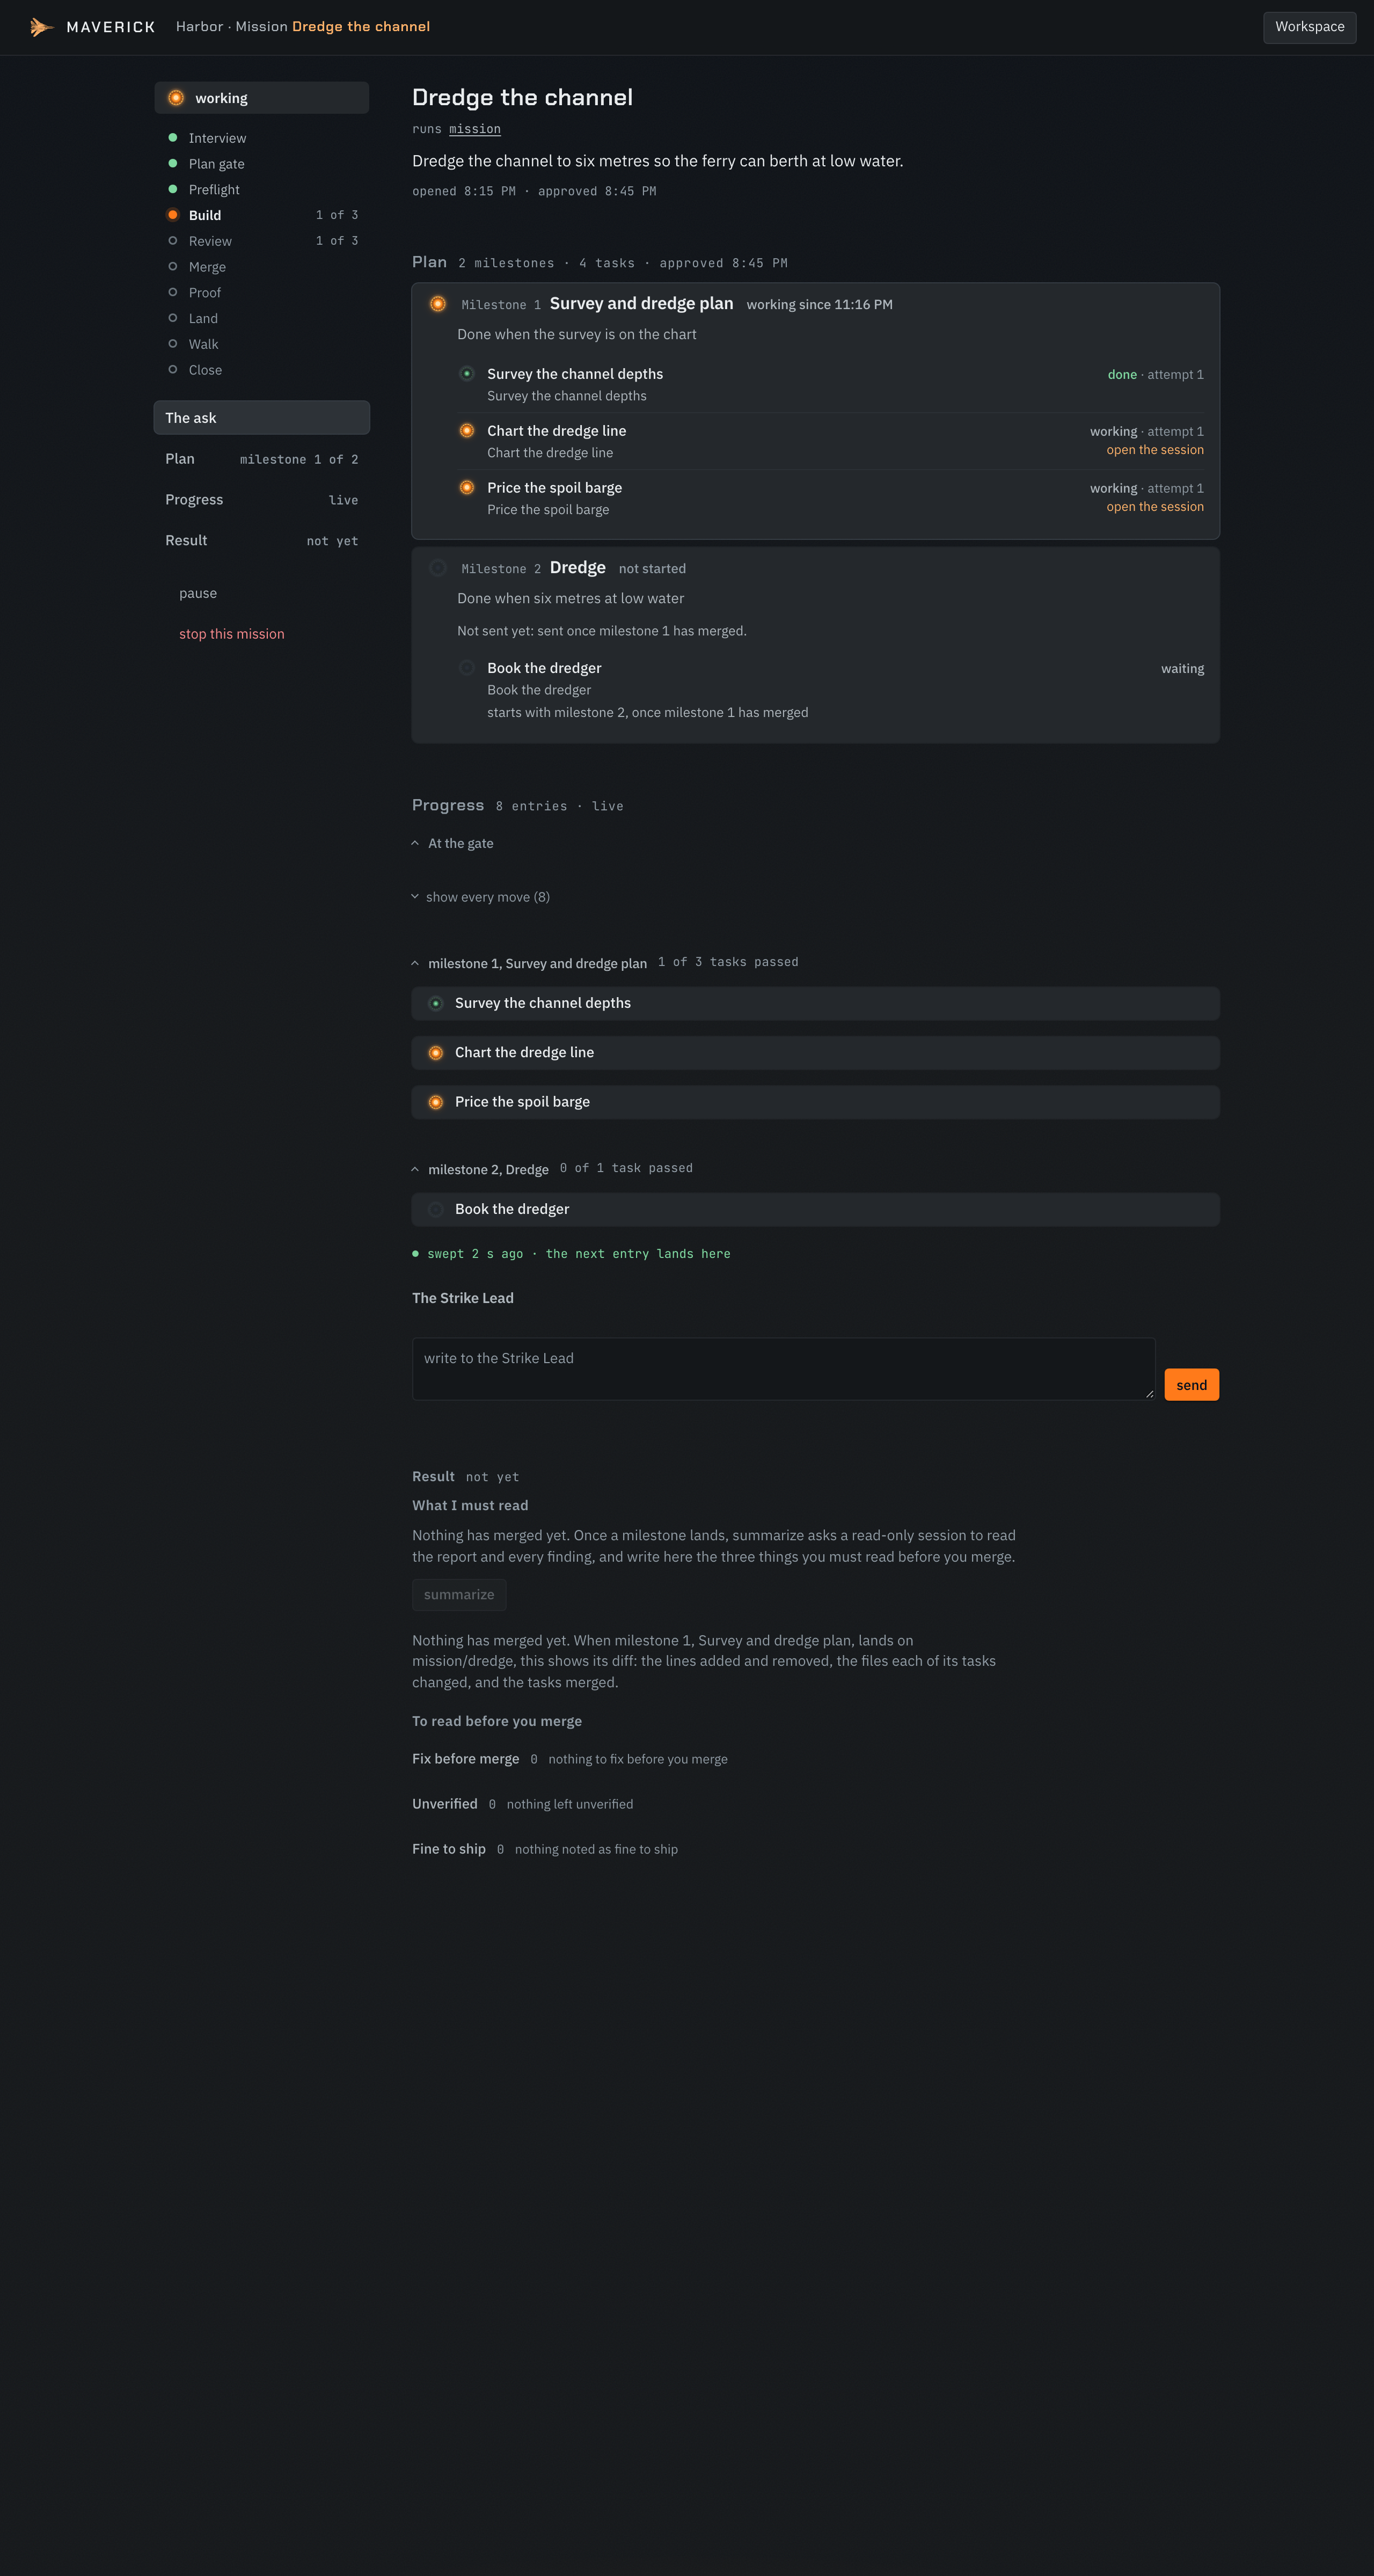 MAVERICK
Harbor · Mission Dredge the channel
Workspace
working
Interview
Plan gate
Preflight
Build 1 of 3
Review 1 of 3
Merge
Proof
Land
Walk
Close
The ask
Plan milestone 1 of 2
Progress live
Result not yet
pause
stop this mission
Dredge the channel
runs mission
Dredge the channel to six metres so the ferry can berth at low water.
opened 8:15 PM · approved 8:45 PM
Plan 2 milestones · 4 tasks · approved 8:45 PM
Milestone 1 Survey and dredge plan working since 11:16 PM
Done when the survey is on the chart
Survey the channel depths done · attempt 1
Survey the channel depths
Chart the dredge line working · attempt 1
Chart the dredge line open the session
Price the spoil barge working · attempt 1
Price the spoil barge open the session
Milestone 2 Dredge not started
Done when six metres at low water
Not sent yet: sent once milestone 1 has merged.
Book the dredger waiting
Book the dredger
starts with milestone 2, once milestone 1 has merged
Progress 8 entries · live
At the gate
show every move (8)
milestone 1, Survey and dredge plan 1 of 3 tasks passed
Survey the channel depths
Chart the dredge line
Price the spoil barge
milestone 2, Dredge 0 of 1 task passed
Book the dredger
swept 2 s ago · the next entry lands here
The Strike Lead
write to the Strike Lead
send
Result not yet
What I must read
Nothing has merged yet. Once a milestone lands, summarize asks a read-only session to read
the report and every finding, and write here the three things you must read before you merge.
summarize
Nothing has merged yet. When milestone 1, Survey and dredge plan, lands on
mission/dredge, this shows its diff: the lines added and removed, the files each of its tasks
changed, and the tasks merged.
To read before you merge
Fix before merge 0 nothing to fix before you merge
Unverified 0 nothing left unverified
Fine to ship 0 nothing noted as fine to ship